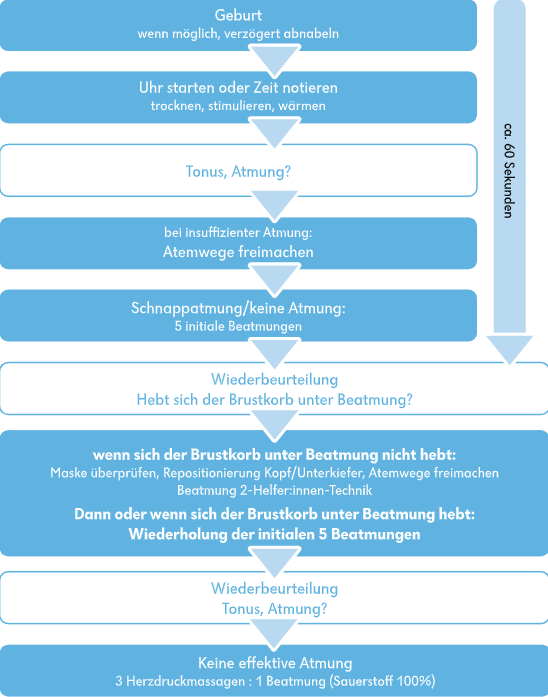 Geburt
wenn möglich, verzögert abnabeln
Uhr starten oder Zeit notieren
trocknen, stimulieren, wärmen
Tonus, Atmung?
bei insuffizienter Atmung:
Atemwege freimachen
Schnappatmung/keine Atmung:
5 initiale Beatmungen
ca. 60 Sekunden
Wiederbeurteilung
Hebt sich der Brustkorb unter Beatmung?
wenn sich der Brustkorb unter Beatmung nicht hebt:
Maske überprüfen, Repositionierung Kopf/Unterkiefer, Atemwege freimachen
Beatmung 2-Helfer:innen-Technik
Dann oder wenn sich der Brustkorb unter Beatmung hebt:
Wiederholung der initialen 5 Beatmungen
Wiederbeurteilung
Tonus, Atmung?
Keine effektive Atmung
3 Herzdruckmassagen : 1 Beatmung (Sauerstoff 100%)